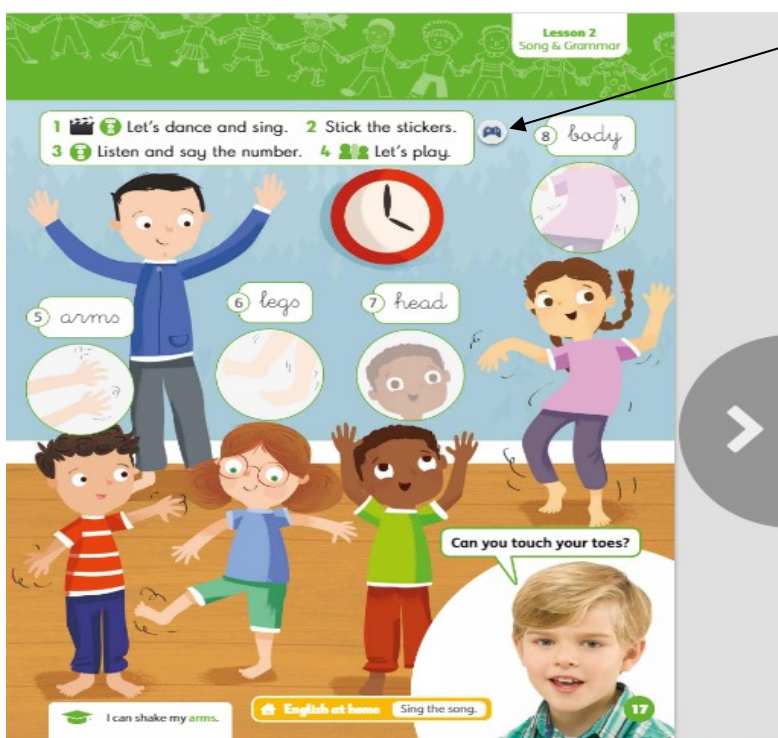 Lesson 2
Song & Grammar
1 Let's dance and sing. 2 Stick the stickers.
3 Listen and say the number. 4 Let's play.
8 body
5 arms
6 legs
7 head
Can you touch your toes?
I can shake my arms.
English at home Sing the song.
17